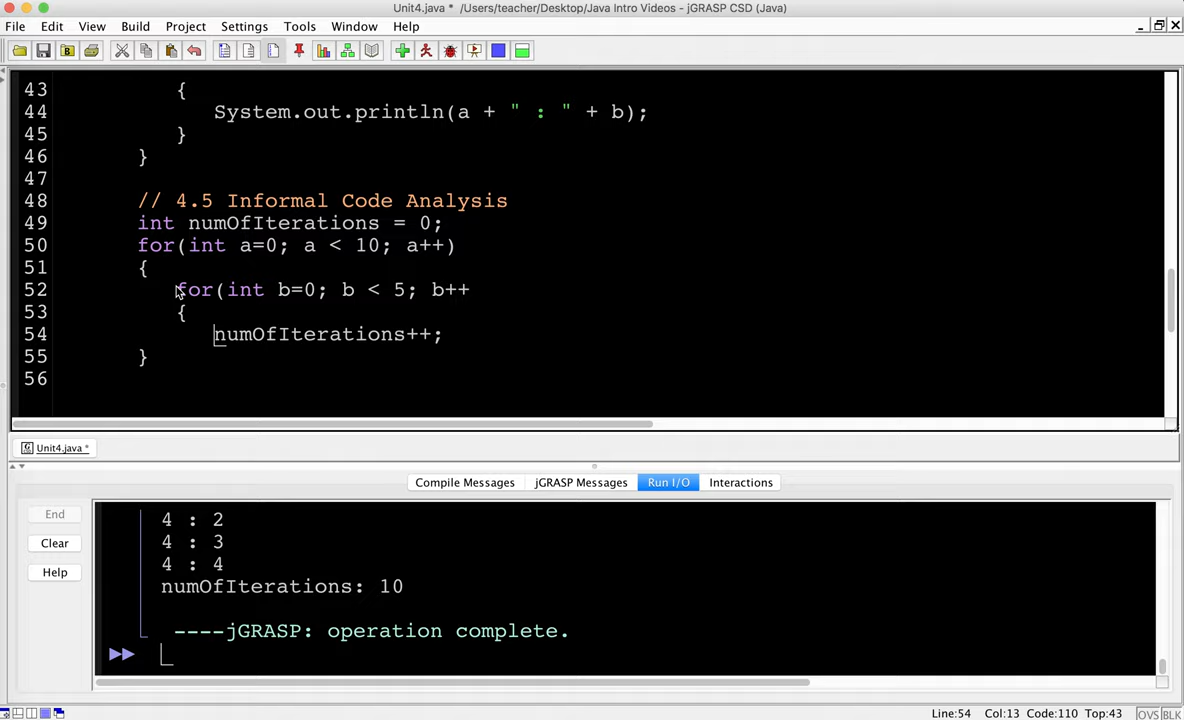 Unit4.java * /Users/teacher/Desktop/Java Intro Videos - jGRASP CSD (Java)
File Edit View Build Project Settings Tools Window Help
43 {
44 System.out.println(a + " : " + b);
45 }
46 }
47
48 // 4.5 Informal Code Analysis
49 int numOfIterations = 0;
50 for(int a=0; a < 10; a++)
51 {
52 for(int b=0; b < 5; b++
53 {
54 numOfIterations++;
55 }
56
Unit4.java *
Compile Messages jGRASP Messages Run I/O Interactions
End
Clear
Help
4 : 2
4 : 3
4 : 4
numOfIterations: 10
----jGRASP: operation complete.
Line:54 Col:13 Code:110 Top:43 OVS BLK